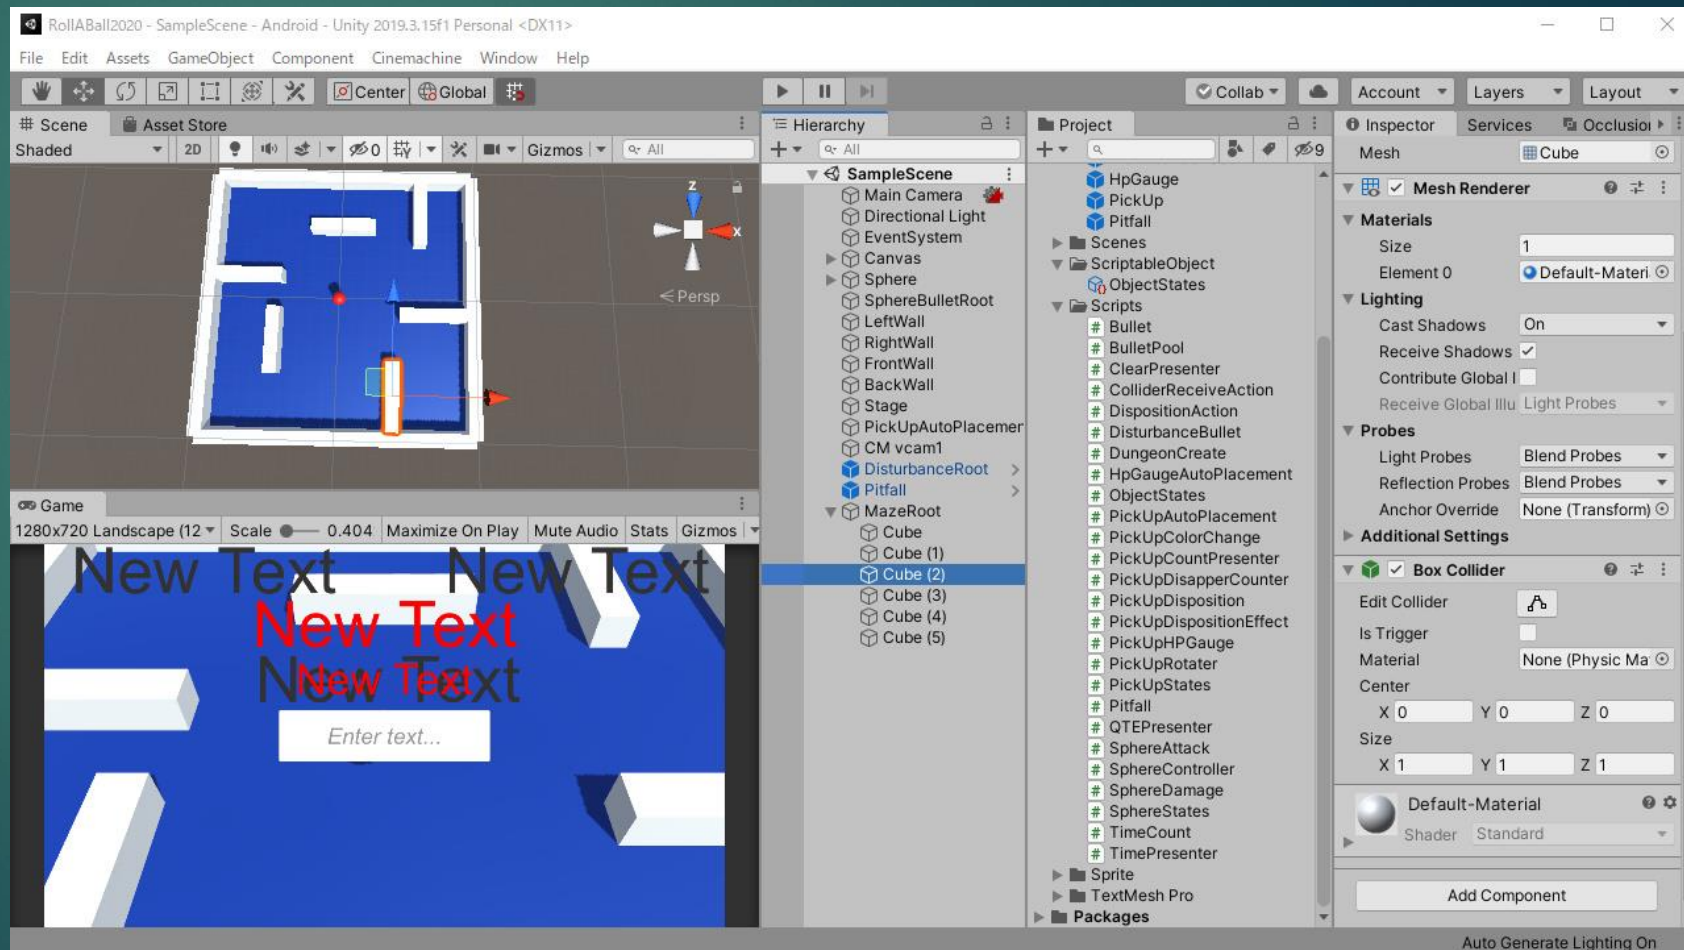 RollABall2020 - SampleScene - Android - Unity 2019.3.15f1 Personal <DX11>
File Edit Assets GameObject Component Cinemachine Window Help
Center Global
Collab
Account
Layers
Layout
Scene
Asset Store
Shaded
2D
0
Gizmos
All
z
x
Persp
Game
1280x720 Landscape (12
Scale
0.404
Maximize On Play
Mute Audio
Stats
Gizmos
New Text
New Text
New Text
New Text
New Text
Enter text...
Hierarchy
All
SampleScene
Main Camera
Directional Light
EventSystem
Canvas
Sphere
SphereBulletRoot
LeftWall
RightWall
FrontWall
BackWall
Stage
PickUpAutoPlacemer
CM vcam1
DisturbanceRoot
Pitfall
MazeRoot
Cube
Cube (1)
Cube (2)
Cube (3)
Cube (4)
Cube (5)
Project
9
HpGauge
PickUp
Pitfall
Scenes
ScriptableObject
ObjectStates
Scripts
# Bullet
# BulletPool
# ClearPresenter
# ColliderReceiveAction
# DispositionAction
# DisturbanceBullet
# DungeonCreate
# HpGaugeAutoPlacement
# ObjectStates
# PickUpAutoPlacement
# PickUpColorChange
# PickUpCountPresenter
# PickUpDisapperCounter
# PickUpDisposition
# PickUpDispositionEffect
# PickUpHPGauge
# PickUpRotater
# PickUpStates
# Pitfall
# QTEPresenter
# SphereAttack
# SphereController
# SphereDamage
# SphereStates
# TimeCount
# TimePresenter
Sprite
TextMesh Pro
Packages
Inspector
Services
Occlusion
Mesh
Cube
Mesh Renderer
Materials
Size
1
Element 0
Default-Materi
Lighting
Cast Shadows
On
Receive Shadows
Contribute Global I
Receive Global Illu
Light Probes
Probes
Light Probes
Blend Probes
Reflection Probes
Blend Probes
Anchor Override
None (Transform)
Additional Settings
Box Collider
Edit Collider
Is Trigger
Material
None (Physic Ma
Center
X 0 Y 0 Z 0
Size
X 1 Y 1 Z 1
Default-Material
Shader
Standard
Add Component
Auto Generate Lighting On